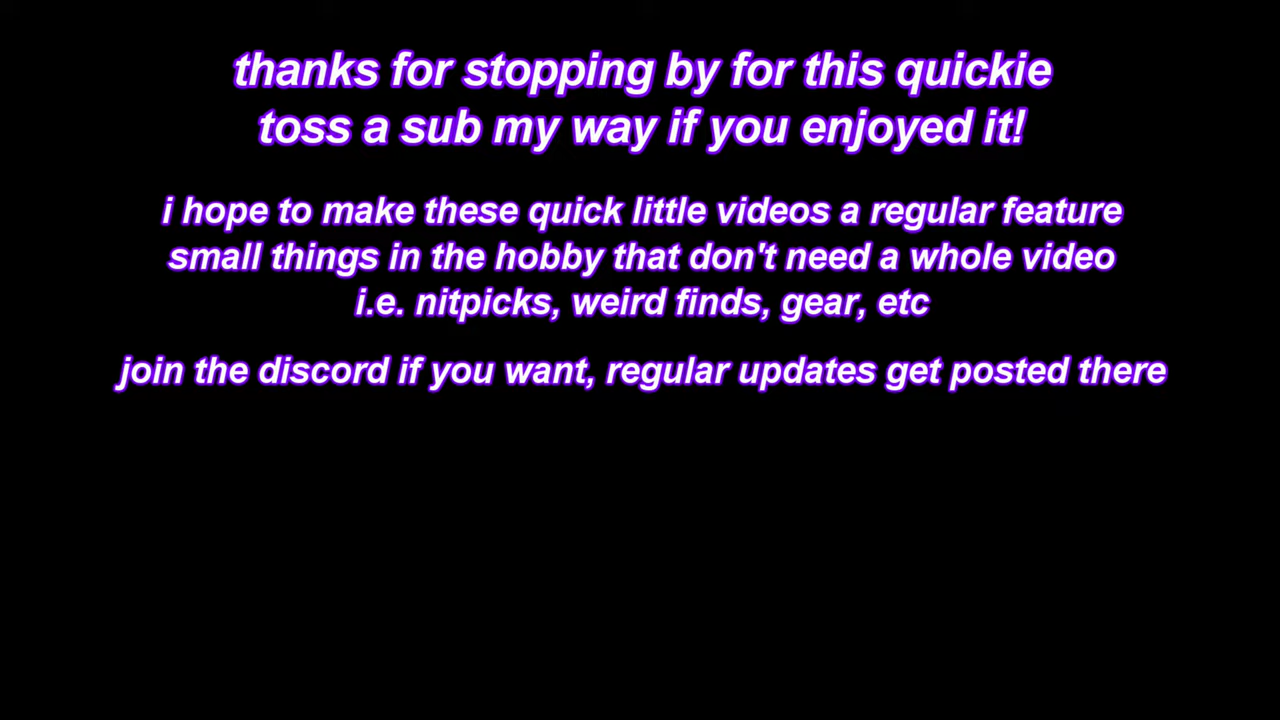 thanks for stopping by for this quickie
toss a sub my way if you enjoyed it!
i hope to make these quick little videos a regular feature
small things in the hobby that don't need a whole video
i.e. nitpicks, weird finds, gear, etc
join the discord if you want, regular updates get posted there